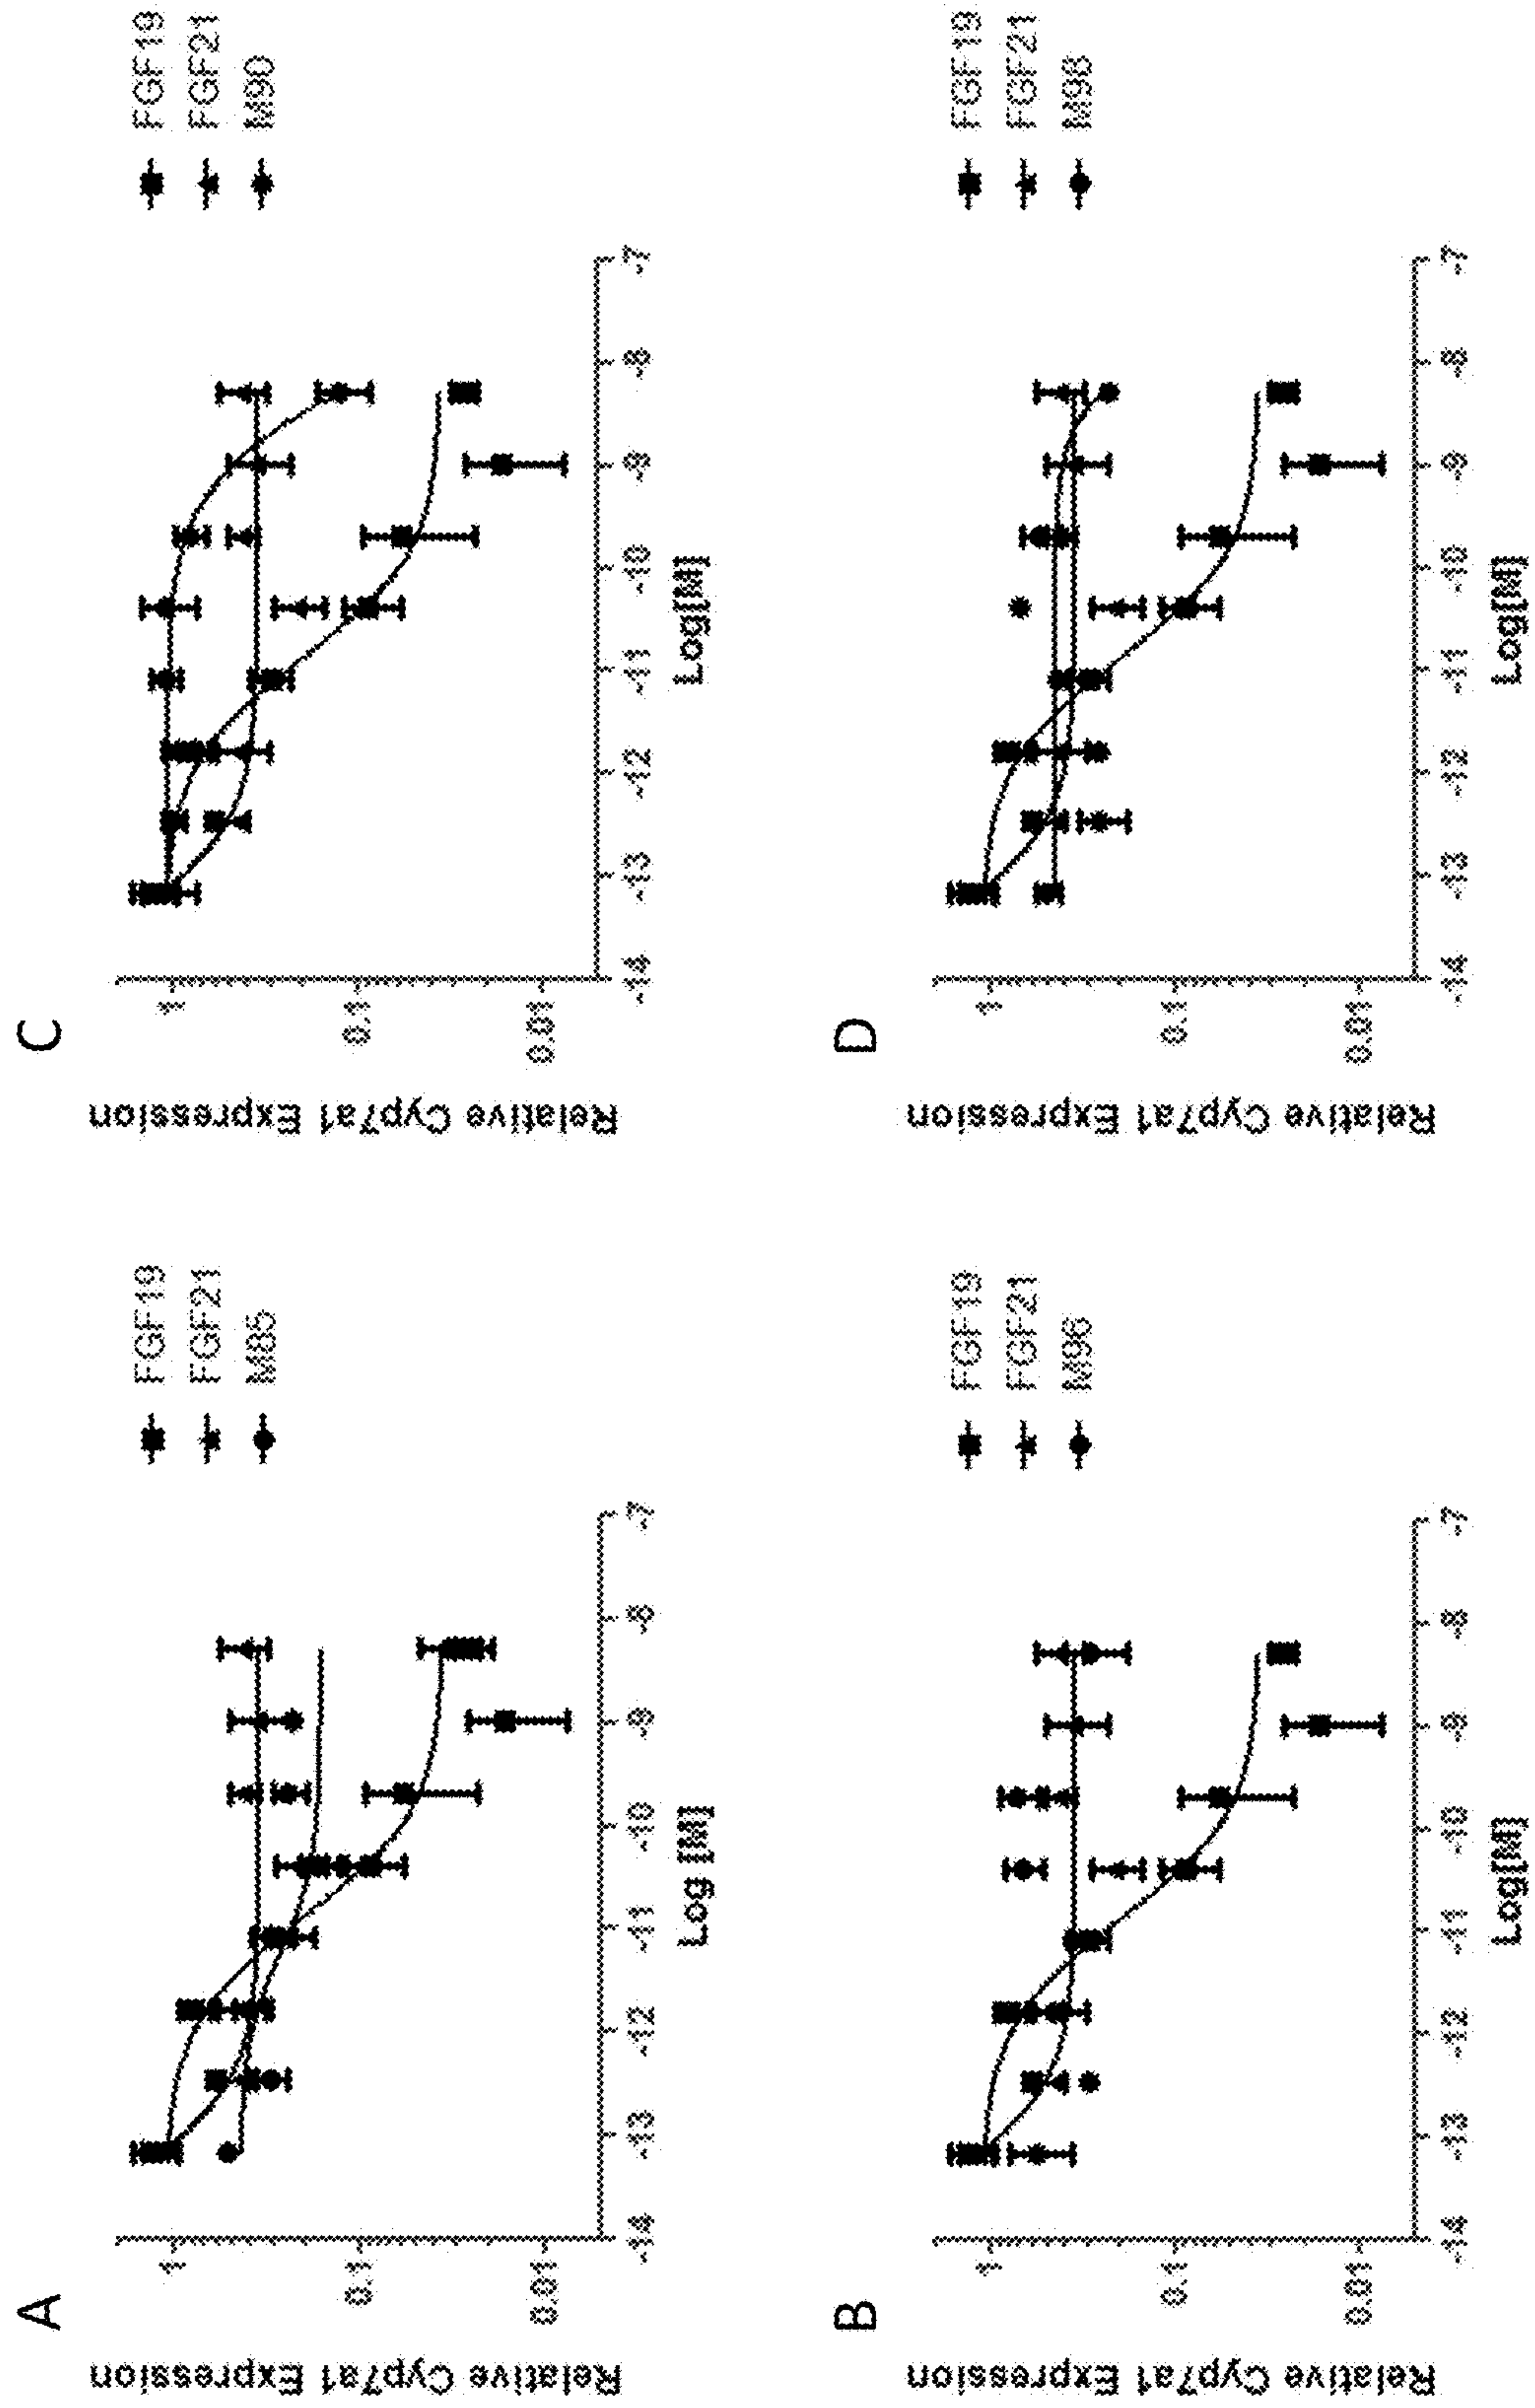 A
Relative Cyp7a1 Expression
1
0.1
0.01
-14
-13
-12
-11
-10
-9
-8
-7
Log [M]
FGF19
FGF21
M85
C
Relative Cyp7a1 Expression
1
0.1
0.01
-14
-13
-12
-11
-10
-9
-8
-7
Log[M]
FGF19
FGF21
M90
B
Relative Cyp7a1 Expression
1
0.1
0.01
-14
-13
-12
-11
-10
-9
-8
-7
Log[M]
FGF19
FGF21
M96
D
Relative Cyp7a1 Expression
1
0.1
0.01
-14
-13
-12
-11
-10
-9
-8
-7
Log[M]
FGF19
FGF21
M98